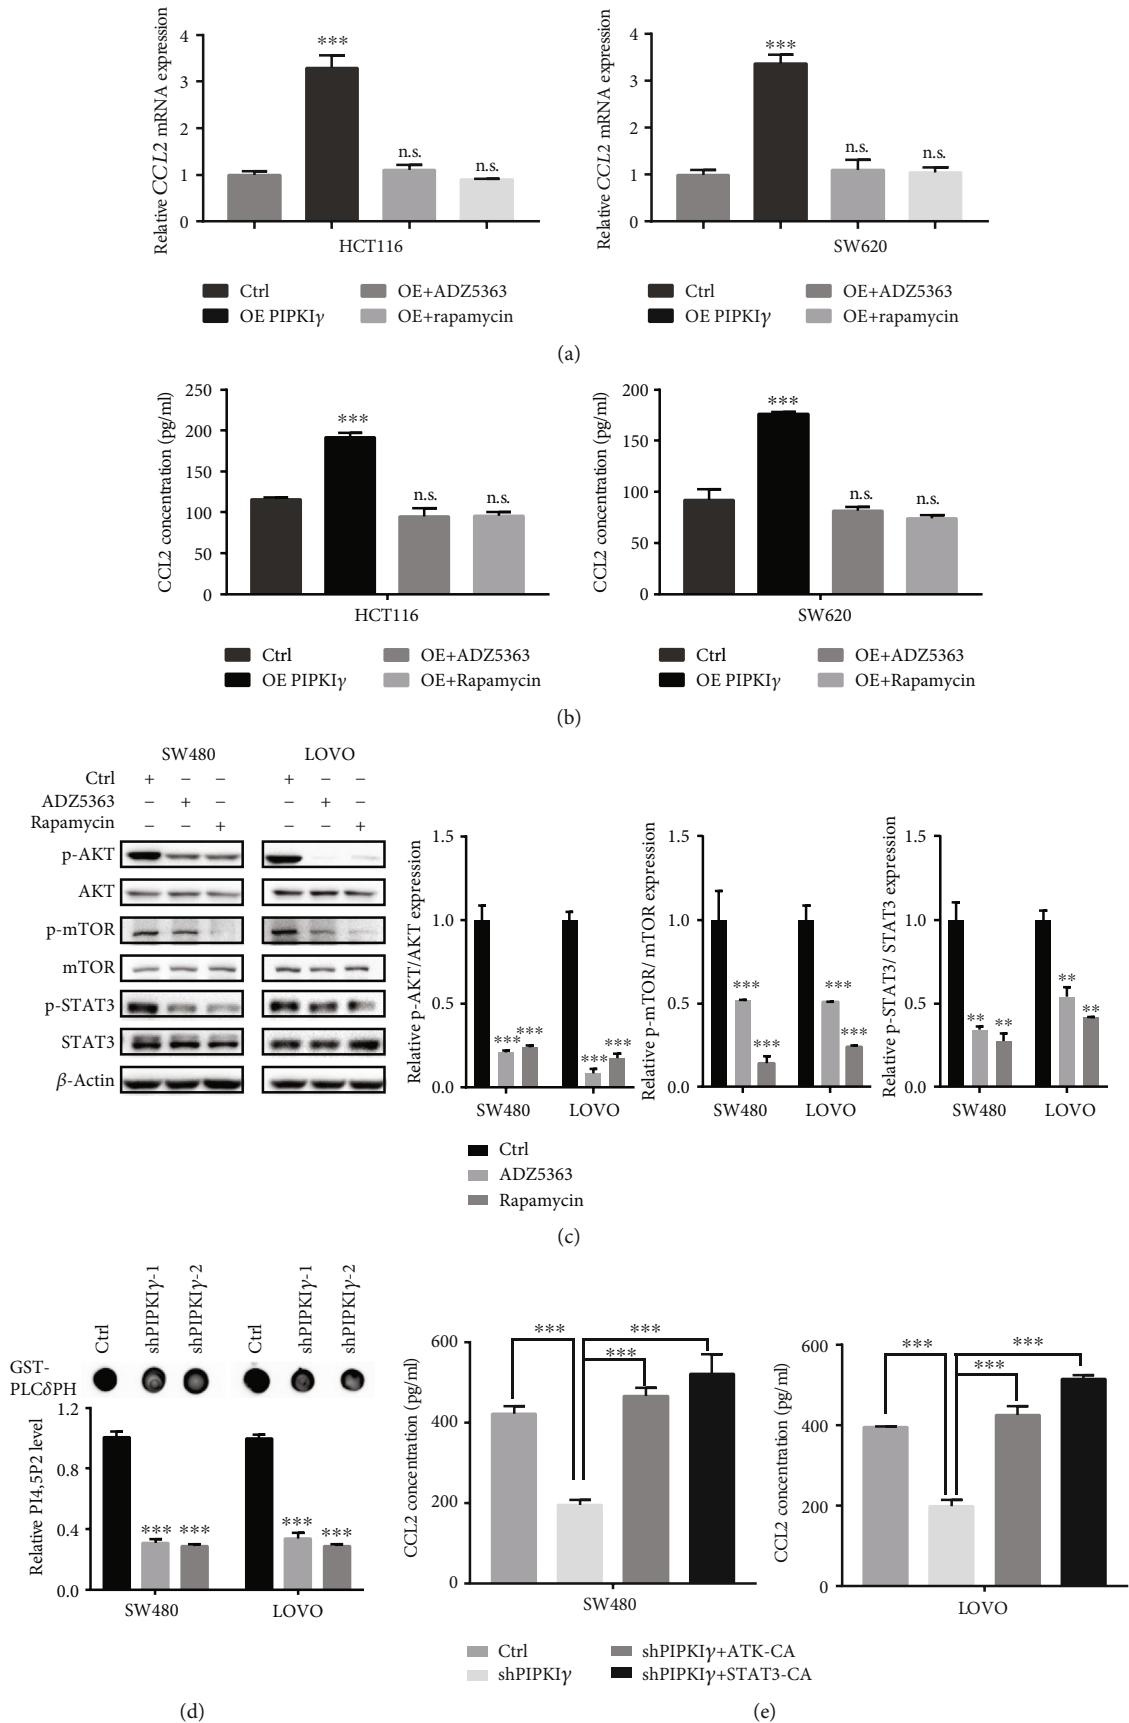 Relative CCL2 mRNA expression
4
3
2
1
0
***
n.s.
n.s.
HCT116
Ctrl
OE PIPKIγ
OE+ADZ5363
OE+rapamycin
Relative CCL2 mRNA expression
4
3
2
1
0
***
n.s.
n.s.
SW620
Ctrl
OE PIPKIγ
OE+ADZ5363
OE+rapamycin
(a)
CCL2 concentration (pg/ml)
250
200
150
100
50
0
***
n.s.
n.s.
HCT116
Ctrl
OE PIPKIγ
OE+ADZ5363
OE+Rapamycin
CCL2 concentration (pg/ml)
200
150
100
50
0
***
n.s.
n.s.
SW620
Ctrl
OE PIPKIγ
OE+ADZ5363
OE+Rapamycin
(b)
SW480 LOVO
Ctrl + – – + – –
ADZ5363 – + – – + –
Rapamycin – – + – – +
p-AKT
AKT
p-mTOR
mTOR
p-STAT3
STAT3
β-Actin
Relative p-AKT/AKT expression
1.5
1.0
0.5
0.0
*** ***
*** ***
SW480 LOVO
Relative p-mTOR/ mTOR expression
1.5
1.0
0.5
0.0
*** ***
*** ***
SW480 LOVO
Relative p-STAT3/ STAT3 expression
1.5
1.0
0.5
0.0
** **
** **
SW480 LOVO
Ctrl
ADZ5363
Rapamycin
(c)
Ctrl
shPIPKIγ-1
shPIPKIγ-2
Ctrl
shPIPKIγ-1
shPIPKIγ-2
GST-
PLCδPH
Relative PI4,5P2 level
1.2
0.8
0.4
0.0
*** ***
*** ***
SW480 LOVO
(d)
CCL2 concentration (pg/ml)
600
400
200
0
*** ***
***
SW480
CCL2 concentration (pg/ml)
600
400
200
0
*** ***
***
LOVO
Ctrl
shPIPKIγ
shPIPKIγ+ATK-CA
shPIPKIγ+STAT3-CA
(e)